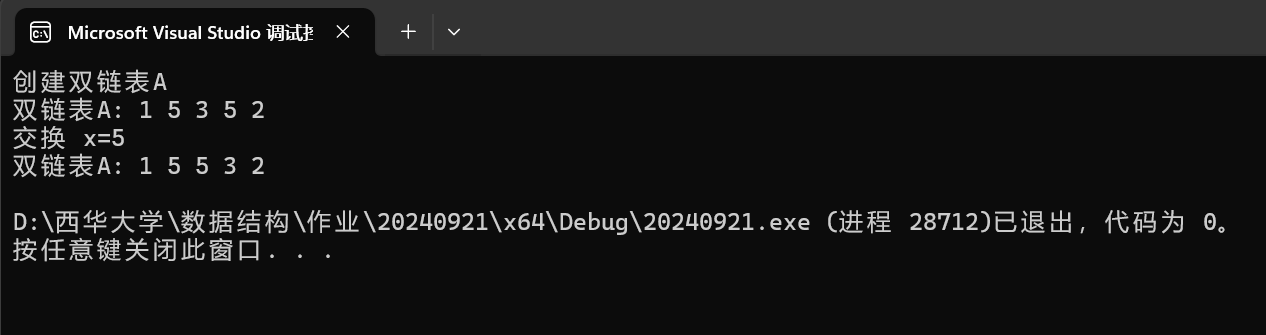 Microsoft Visual Studio 调试控
创建双链表A
双链表A: 1 5 3 5 2
交换 x=5
双链表A: 1 5 5 3 2
D:\西华大学\数据结构\作业\20240921\x64\Debug\20240921.exe (进程 28712)已退出，代码为 0。
按任意键关闭此窗口. . .